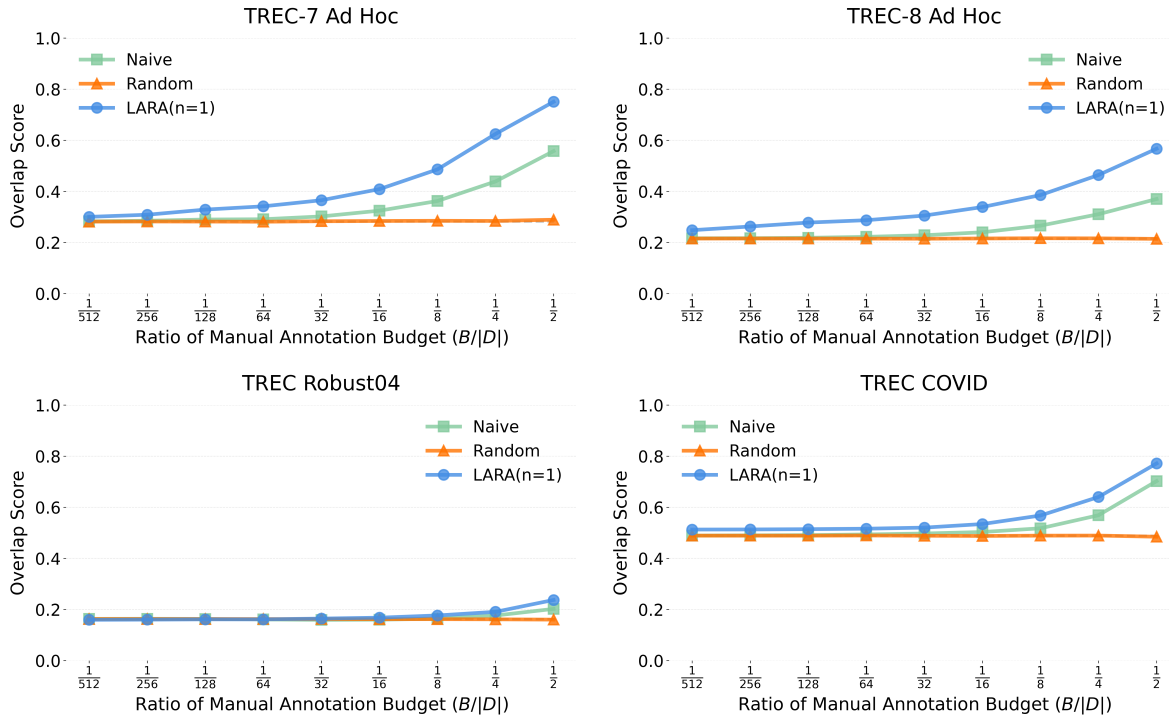 TREC-7 Ad Hoc
Overlap Score
1.0
0.8
0.6
0.4
0.2
0.0
Naive
Random
LARA(n=1)
1/512 1/256 1/128 1/64 1/32 1/16 1/8 1/4 1/2
Ratio of Manual Annotation Budget (B/|D|)
TREC-8 Ad Hoc
Overlap Score
1.0
0.8
0.6
0.4
0.2
0.0
Naive
Random
LARA(n=1)
1/512 1/256 1/128 1/64 1/32 1/16 1/8 1/4 1/2
Ratio of Manual Annotation Budget (B/|D|)
TREC Robust04
Overlap Score
1.0
0.8
0.6
0.4
0.2
0.0
Naive
Random
LARA(n=1)
1/512 1/256 1/128 1/64 1/32 1/16 1/8 1/4 1/2
Ratio of Manual Annotation Budget (B/|D|)
TREC COVID
Overlap Score
1.0
0.8
0.6
0.4
0.2
0.0
Naive
Random
LARA(n=1)
1/512 1/256 1/128 1/64 1/32 1/16 1/8 1/4 1/2
Ratio of Manual Annotation Budget (B/|D|)